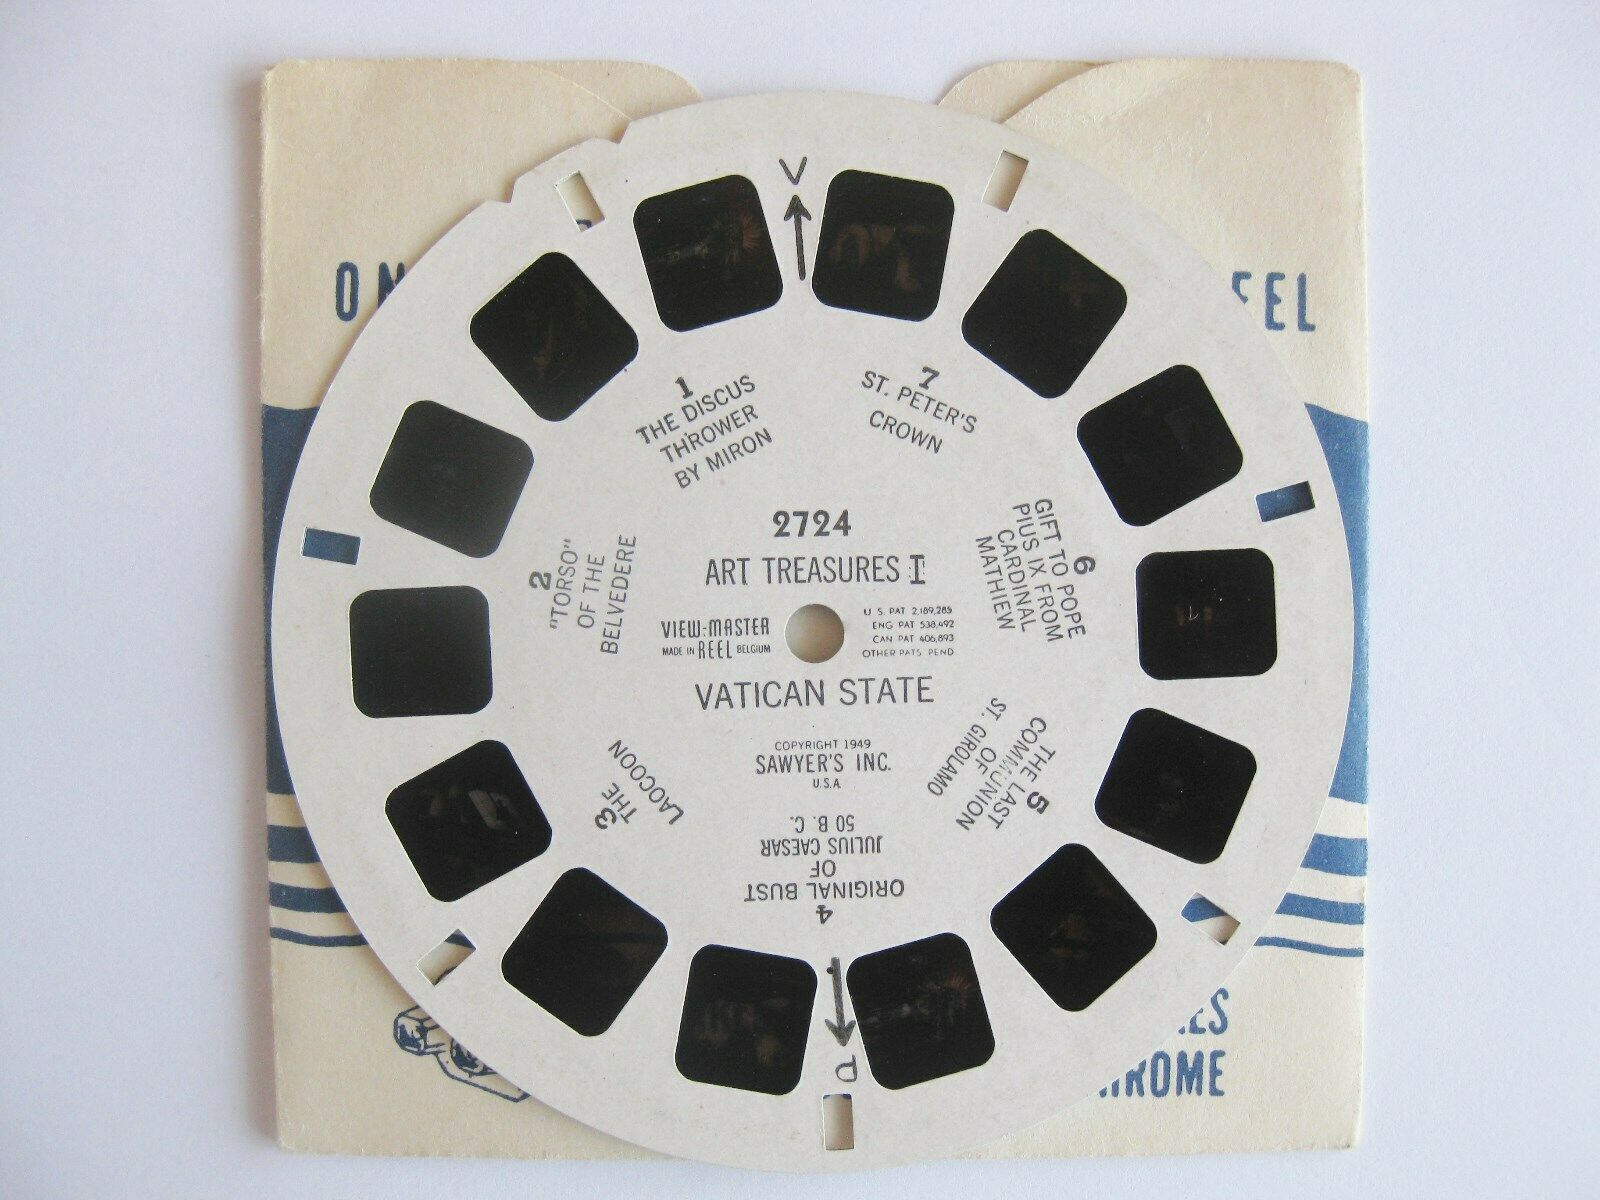 ON
EEL
V
1
THE DISCUS
THROWER
BY MIRON
7
ST. PETER'S
CROWN
2
"TORSO"
OF THE
BELVEDERE
2724
ART TREASURES I
6
GIFT TO POPE
PIUS IX FROM
CARDINAL
MATHIEW
VIEW-MASTER
MADE IN REEL BELGIUM
U S. PAT 2,189,285
ENG PAT 538,492
CAN PAT 406,893
OTHER PATS PEND
VATICAN STATE
3
THE
LAOCOON
COPYRIGHT 1949
SAWYER'S INC.
U.S.A.
5
THE LAST
COMMUNION
OF
ST. GIROLAMO
4
ORIGINAL BUST
OF
JULIUS CAESAR
50 B. C.
D
ES
ROME